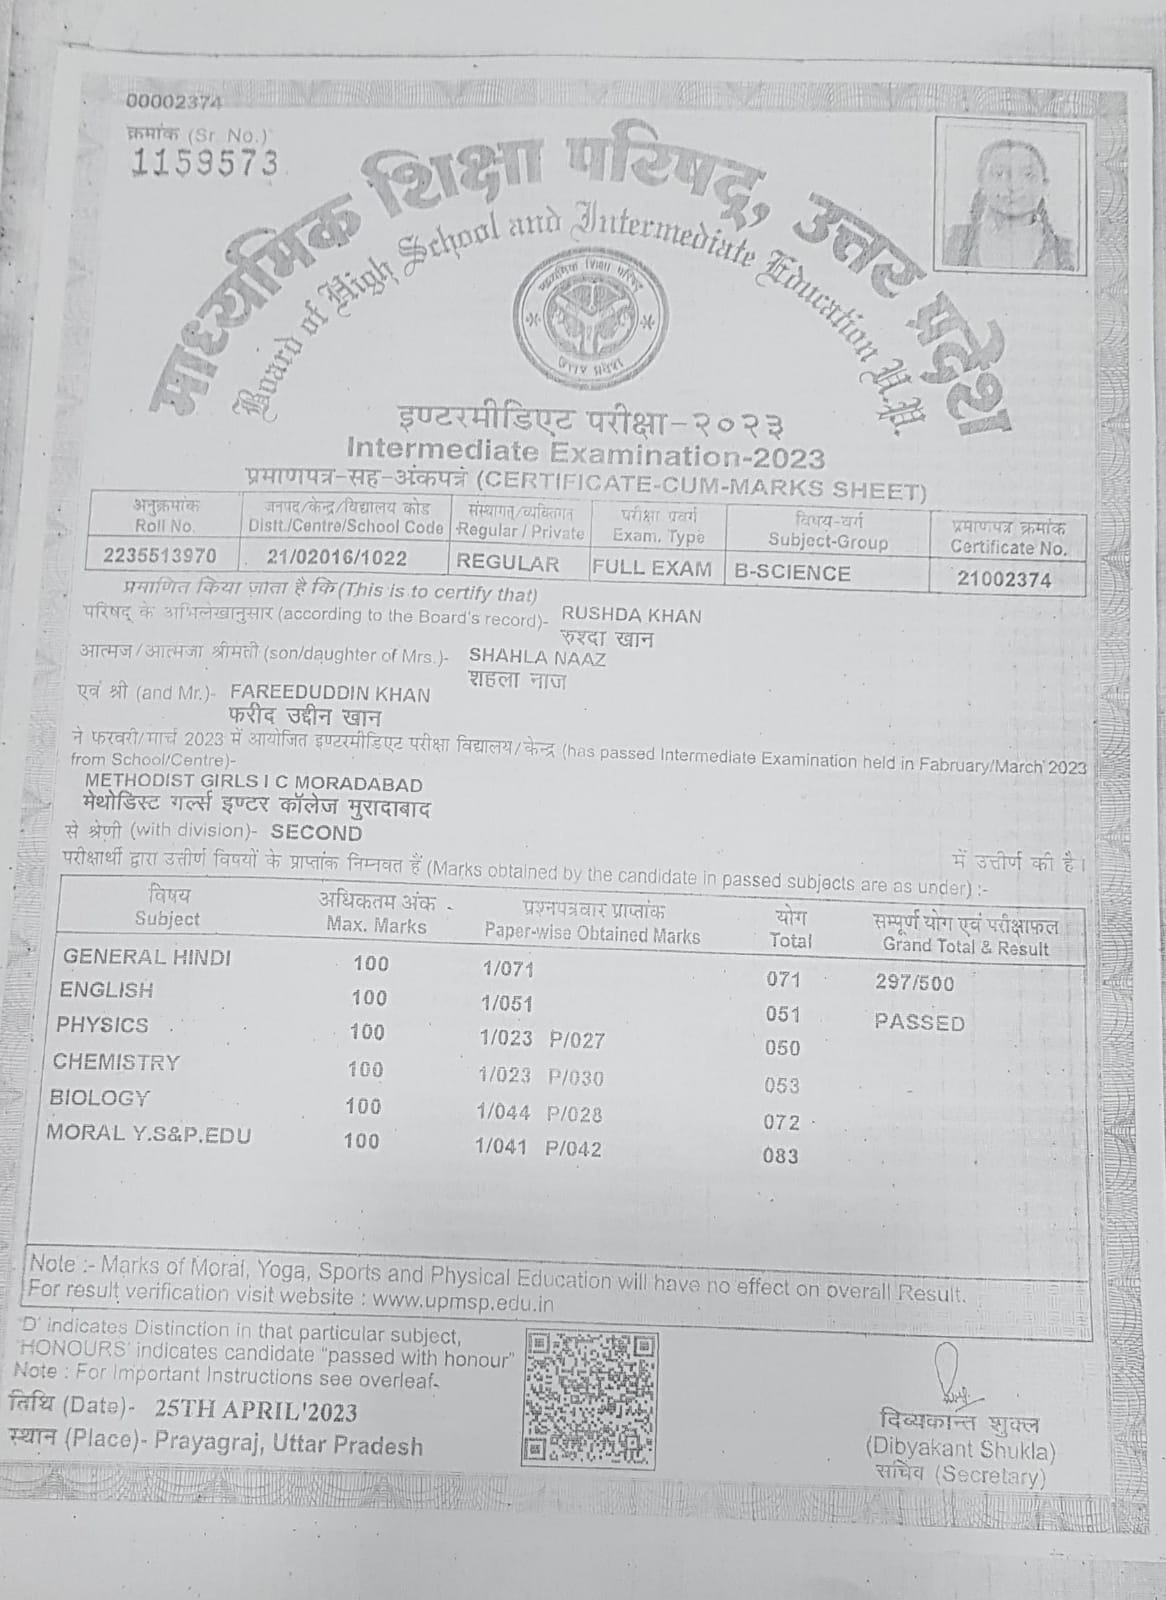 00002374
क्रमांक (Sr. No.)
1159573
माध्यमिक शिक्षा परिषद्, उत्तर प्रदेश
Board of High School and Intermediate Education U.P.
माध्यमिक शिक्षा परिषद्
उत्तर प्रदेश
इण्टरमीडिएट परीक्षा-२०२३
Intermediate Examination-2023
प्रमाणपत्र-सह-अंकपत्र (CERTIFICATE-CUM-MARKS SHEET)
अनुक्रमांक जनपद/केन्द्र/विद्यालय कोड संस्थागत/व्यक्तिगत परीक्षा प्रवर्ग विषय-वर्ग प्रमाणपत्र क्रमांक
Roll No. Distt./Centre/School Code Regular / Private Exam. Type Subject-Group Certificate No.
2235513970 21/02016/1022 REGULAR FULL EXAM B-SCIENCE 21002374
प्रमाणित किया जाता है कि (This is to certify that)
परिषद् के अभिलेखानुसार (according to the Board's record)- RUSHDA KHAN
रुश्दा खान
आत्मज/आत्मजा श्रीमती (son/daughter of Mrs.)- SHAHLA NAAZ
शहला नाज
एवं श्री (and Mr.)- FAREEDUDDIN KHAN
फरीद उद्दीन खान
ने फरवरी/मार्च 2023 में आयोजित इण्टरमीडिएट परीक्षा विद्यालय/केन्द्र (has passed Intermediate Examination held in Fabruary/March 2023
from School/Centre)-
METHODIST GIRLS I C MORADABAD
मेथोडिस्ट गर्ल्स इण्टर कॉलेज मुरादाबाद
से श्रेणी (with division)- SECOND में उत्तीर्ण की है।
परीक्षार्थी द्वारा उत्तीर्ण विषयों के प्राप्तांक निम्नवत हैं (Marks obtained by the candidate in passed subjects are as under) :-
विषय अधिकतम अंक प्रश्नपत्रवार प्राप्तांक योग सम्पूर्ण योग एवं परीक्षाफल
Subject Max. Marks Paper-wise Obtained Marks Total Grand Total & Result
GENERAL HINDI 100 1/071 071 297/500
ENGLISH 100 1/051 051 PASSED
PHYSICS 100 1/023 P/027 050
CHEMISTRY 100 1/023 P/030 053
BIOLOGY 100 1/044 P/028 072
MORAL Y.S&P.EDU 100 1/041 P/042 083
Note :- Marks of Moral, Yoga, Sports and Physical Education will have no effect on overall Result.
For result verification visit website : www.upmsp.edu.in
'D' indicates Distinction in that particular subject,
'HONOURS' indicates candidate "passed with honour"
Note : For Important Instructions see overleaf.
तिथि (Date)- 25TH APRIL'2023
स्थान (Place)- Prayagraj, Uttar Pradesh
दिव्यकान्त शुक्ल
(Dibyakant Shukla)
सचिव (Secretary)